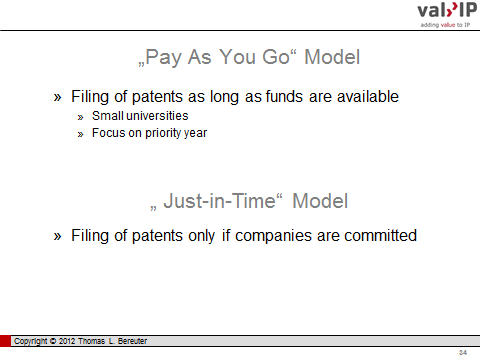 val IP
adding value to IP
„Pay As You Go“ Model
» Filing of patents as long as funds are available
» Small universities
» Focus on priority year
„ Just-in-Time“ Model
» Filing of patents only if companies are committed
Copyright © 2012 Thomas L. Bereuter
84